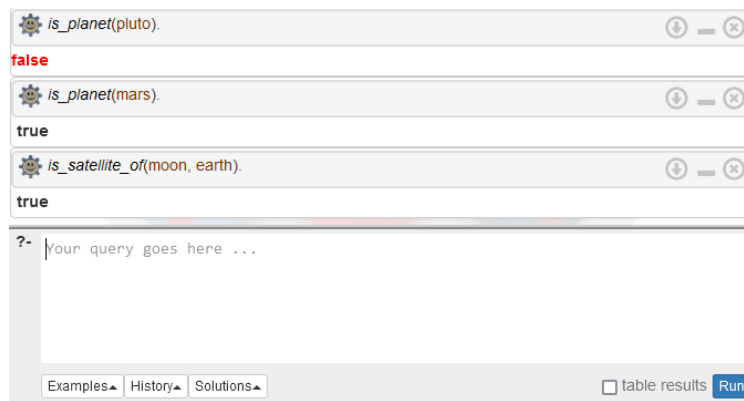 is_planet(pluto).
false
is_planet(mars).
true
is_satellite_of(moon, earth).
true
?- Your query goes here ...
Examples History Solutions table results Run